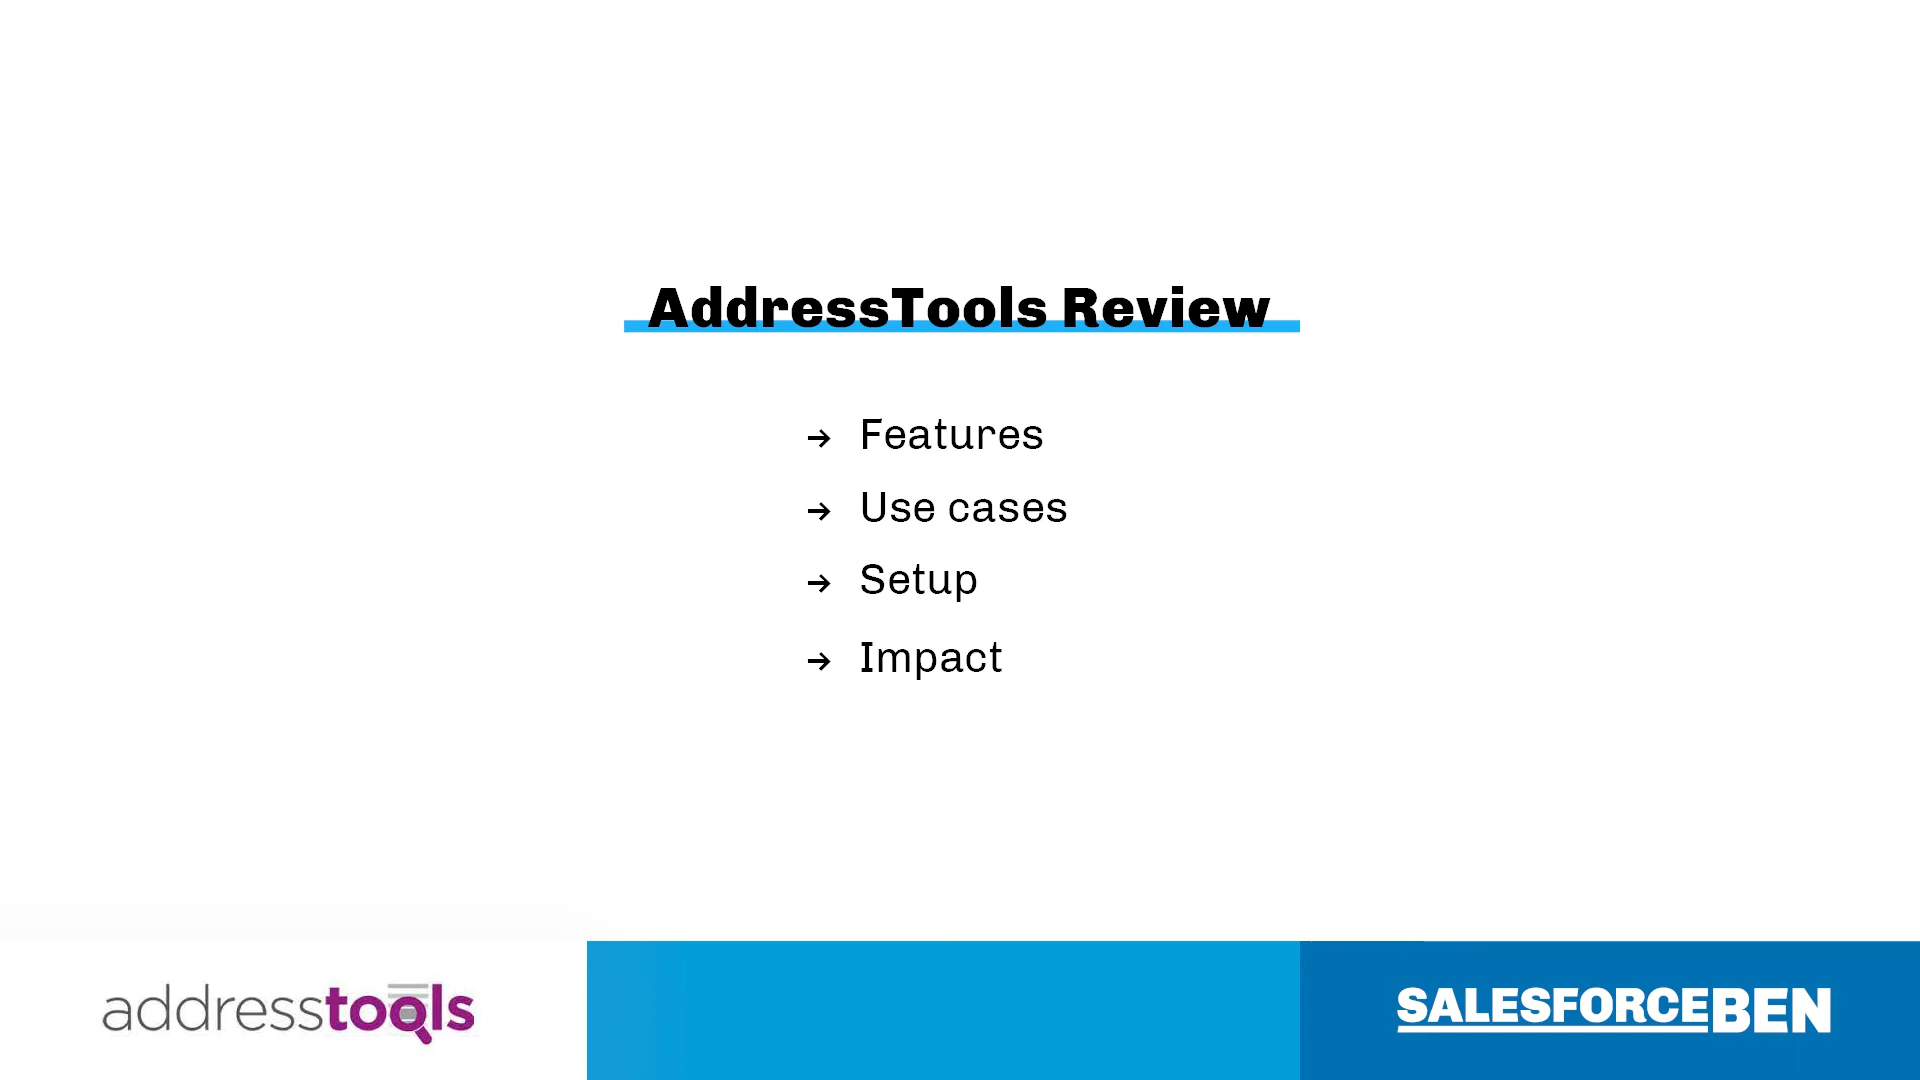 AddressTools Review
→ Features
→ Use cases
→ Setup
→ Impact
addresstools
SALESFORCEBEN